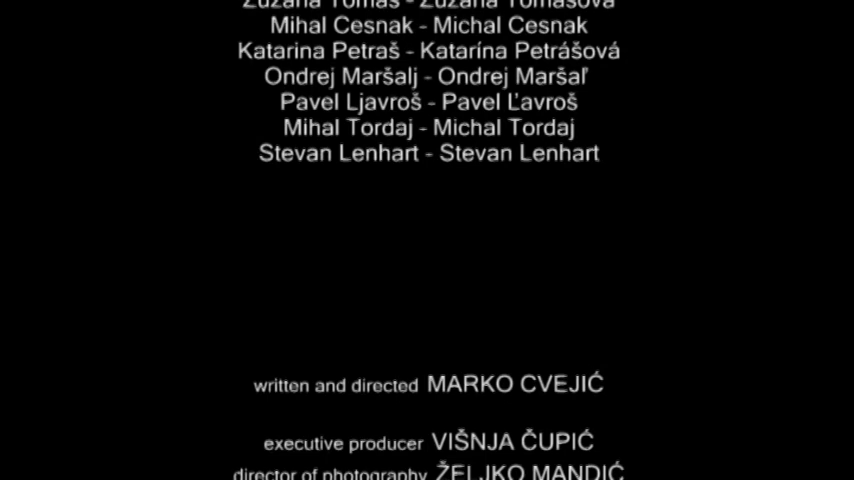 Zuzana Tomaš - Zuzana Tomášová
Mihal Cesnak - Michal Cesnak
Katarina Petraš - Katarína Petrášová
Ondrej Maršalj - Ondrej Maršaľ
Pavel Ljavroš - Pavel Ľavroš
Mihal Tordaj - Michal Tordaj
Stevan Lenhart - Stevan Lenhart
written and directed MARKO CVEJIĆ
executive producer VIŠNJA ČUPIĆ
director of photography ŽELJKO MANDIĆ